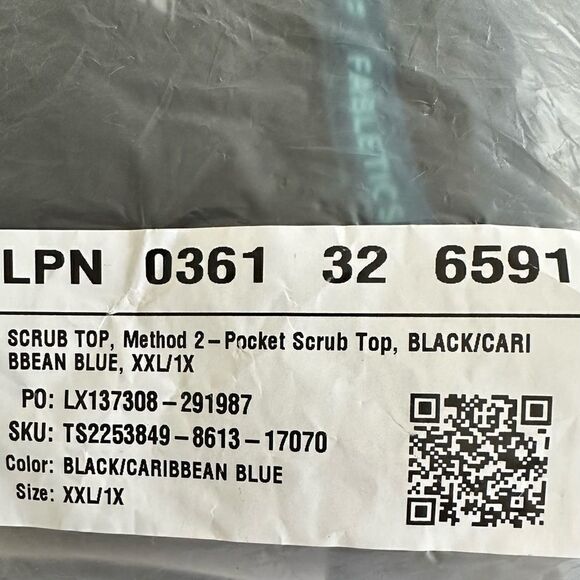 FABLETICS
LPN 0361 32 6591
SCRUB TOP, Method 2-Pocket Scrub Top, BLACK/CARI
BBEAN BLUE, XXL/1X
PO: LX137308-291987
SKU: TS2253849-8613-17070
Color: BLACK/CARIBBEAN BLUE
Size: XXL/1X